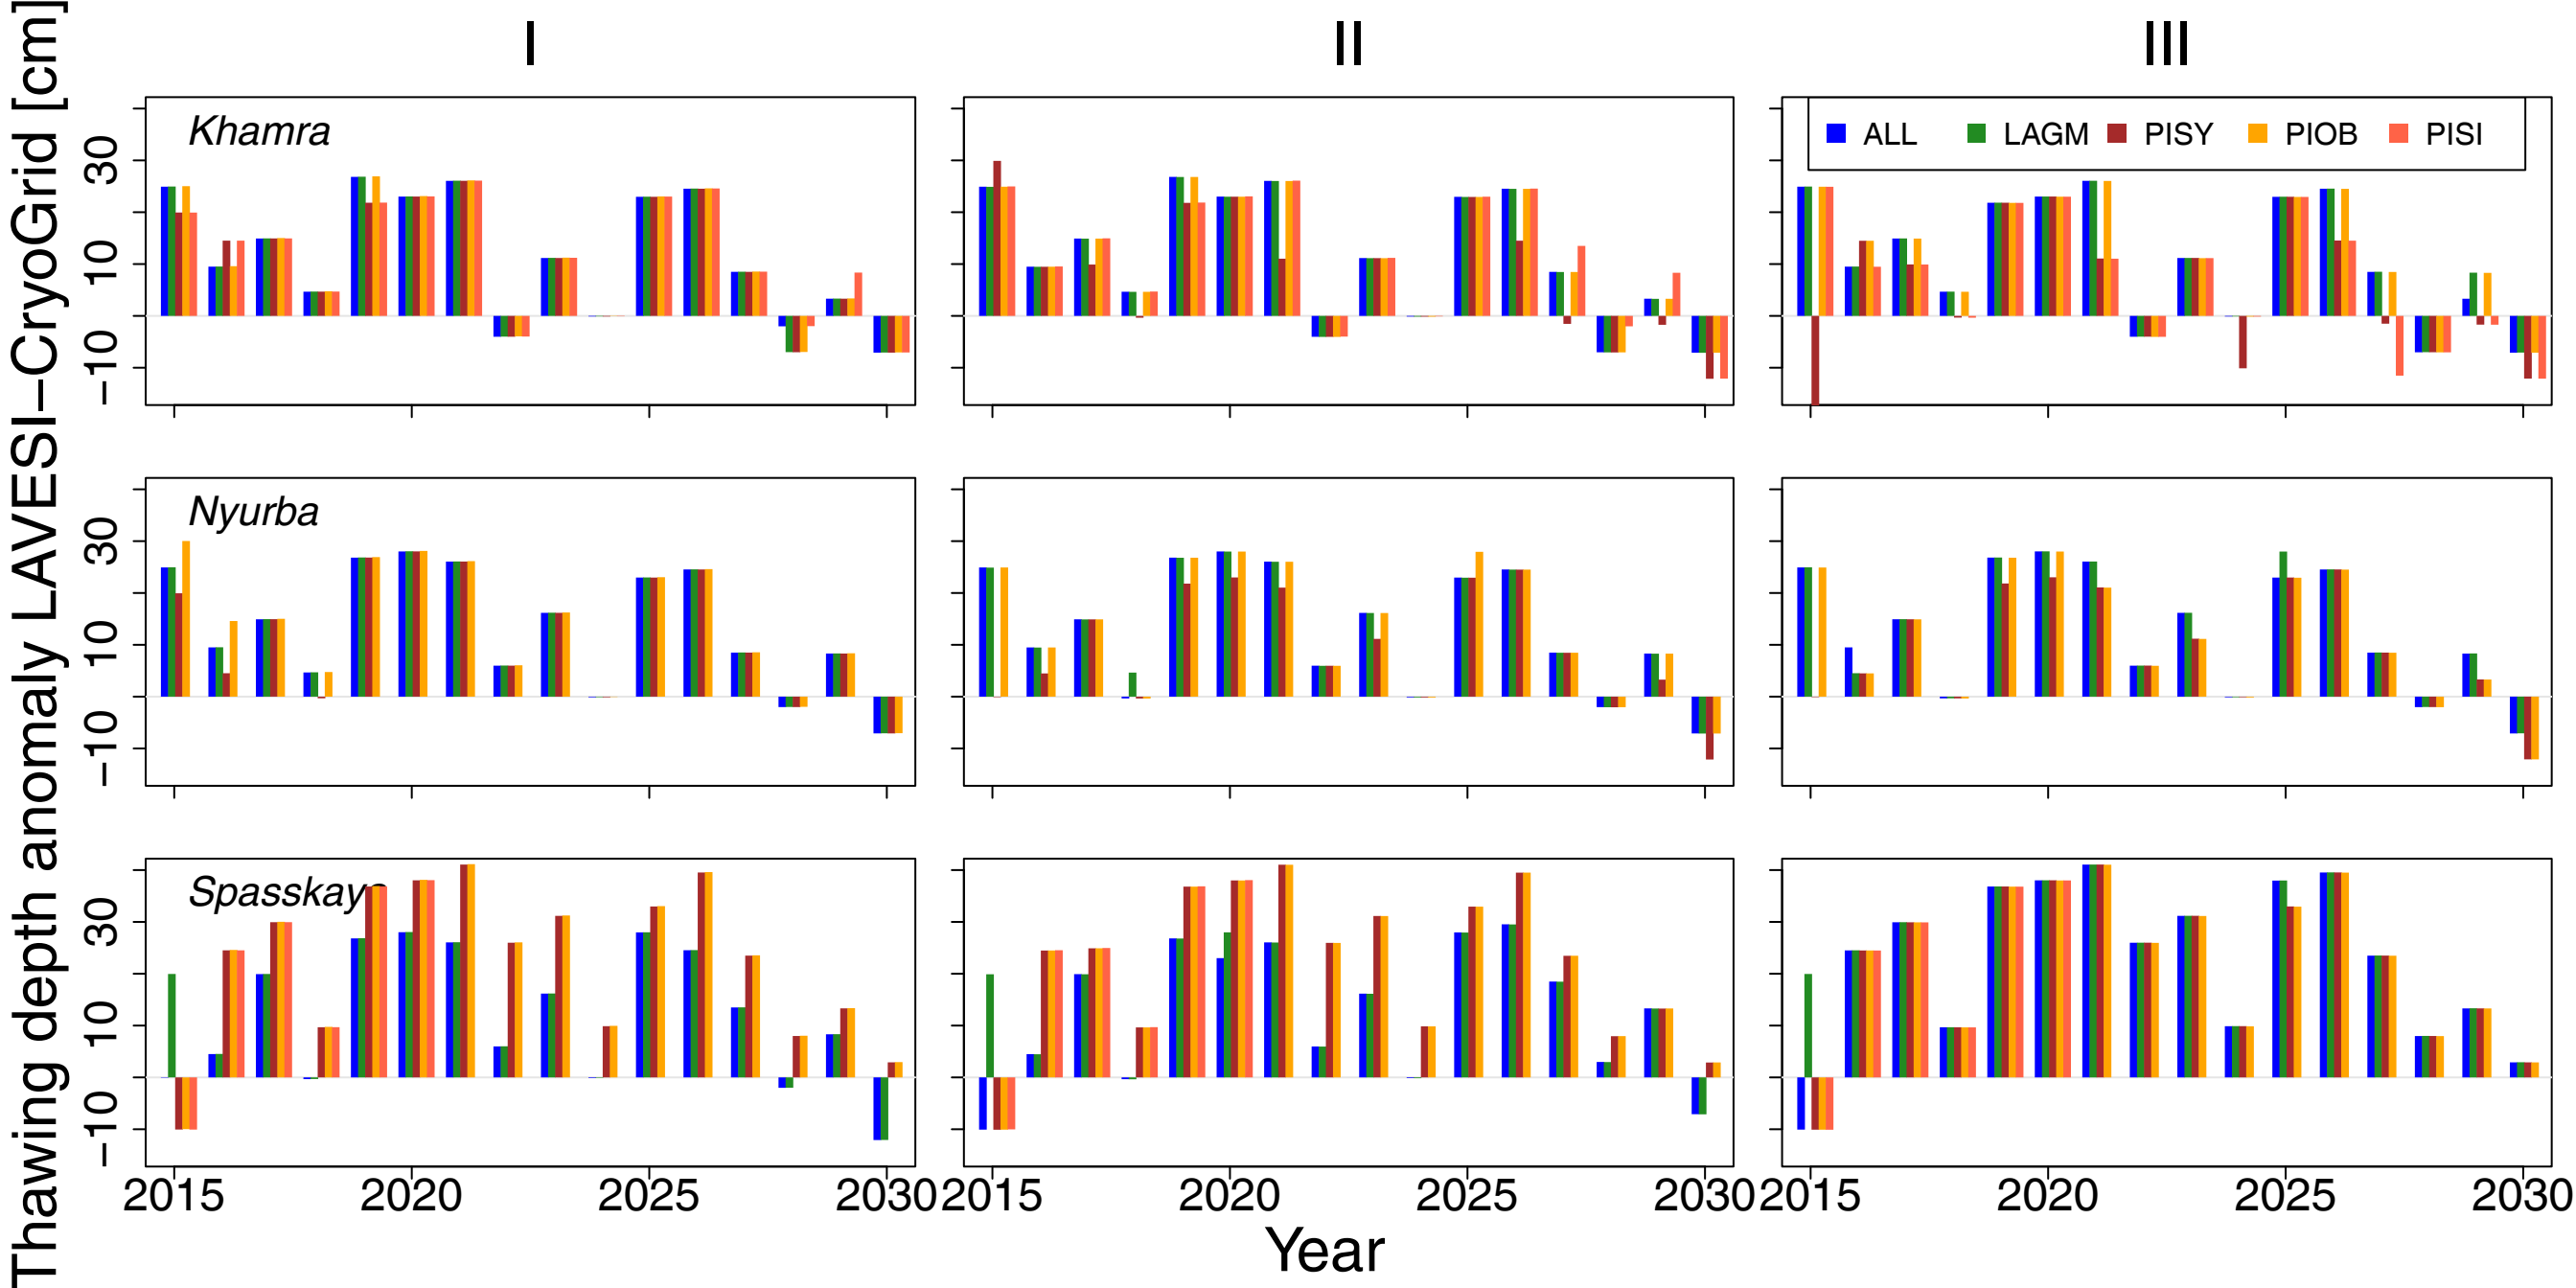 I II III
Thawing depth anomaly LAVESI–CryoGrid [cm]
Khamra
ALL LAGM PISY PIOB PISI
30
10
−10
Nyurba
30
10
−10
Spasskaya
30
10
−10
2015 2020 2025 2030 2015 2020 2025 2030 2015 2020 2025 2030
Year